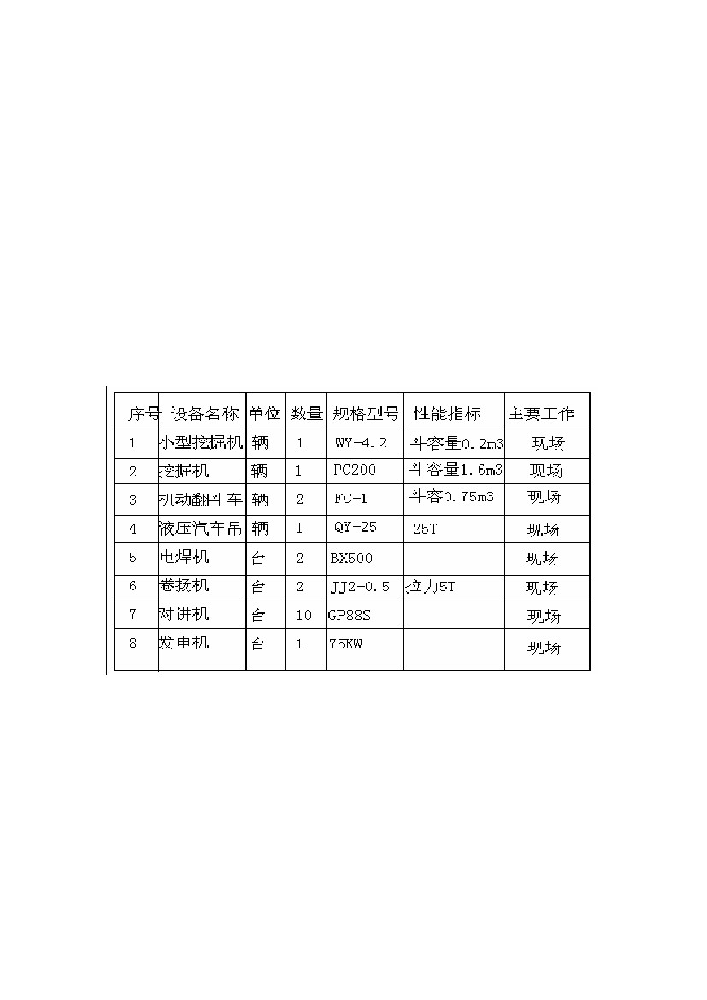 序号 设备名称 单位 数量 规格型号 性能指标 主要工作
1 小型挖掘机 辆 1 WY-4.2 斗容量0.2m3 现场
2 挖掘机 辆 1 PC200 斗容量1.6m3 现场
3 机动翻斗车 辆 2 FC-1 斗容0.75m3 现场
4 液压汽车吊 辆 1 QY-25 25T 现场
5 电焊机 台 2 BX500 现场
6 卷扬机 台 2 JJ2-0.5 拉力5T 现场
7 对讲机 台 10 GP88S 现场
8 发电机 台 1 75KW 现场